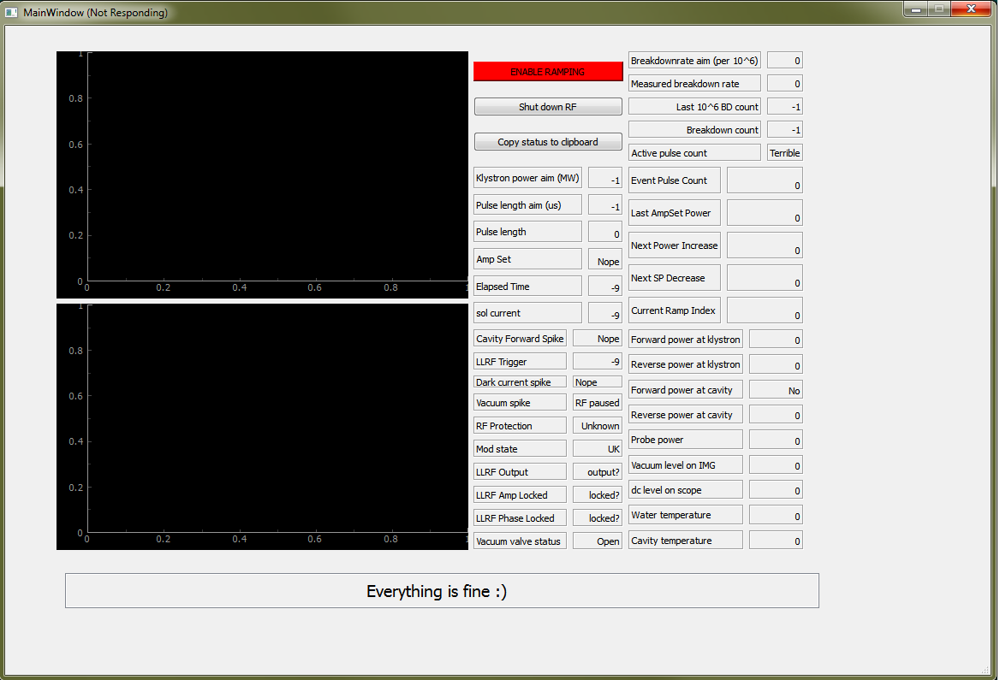 MainWindow (Not Responding)
1
0.8
0.6
0.4
0.2
0
0 0.2 0.4 0.6 0.8 1
1
0.8
0.6
0.4
0.2
0
0 0.2 0.4 0.6 0.8 1
ENABLE RAMPING
Shut down RF
Copy status to clipboard
Klystron power aim (MW) -1
Pulse length aim (us) -1
Pulse length 0
Amp Set Nope
Elapsed Time -9
sol current -9
Cavity Forward Spike Nope
LLRF Trigger -9
Dark current spike Nope
Vacuum spike RF paused
RF Protection Unknown
Mod state UK
LLRF Output output?
LLRF Amp Locked locked?
LLRF Phase Locked locked?
Vacuum valve status Open
Breakdownrate aim (per 10^6) 0
Measured breakdown rate 0
Last 10^6 BD count -1
Breakdown count -1
Active pulse count Terrible
Event Pulse Count 0
Last AmpSet Power 0
Next Power Increase 0
Next SP Decrease 0
Current Ramp Index 0
Forward power at klystron 0
Reverse power at klystron 0
Forward power at cavity No
Reverse power at cavity 0
Probe power 0
Vacuum level on IMG 0
dc level on scope 0
Water temperature 0
Cavity temperature 0
Everything is fine :)